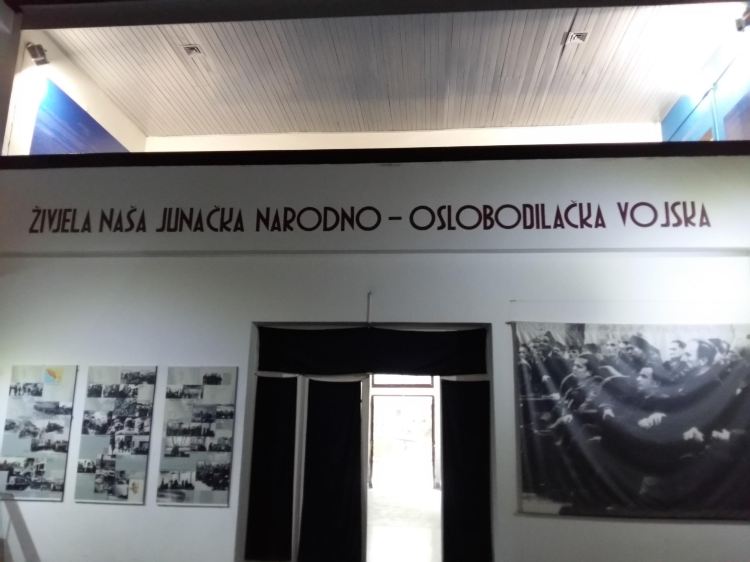 ŽIVJELA NAŠA JUNAČKA NARODNO - OSLOBODILAČKA VOJSKA